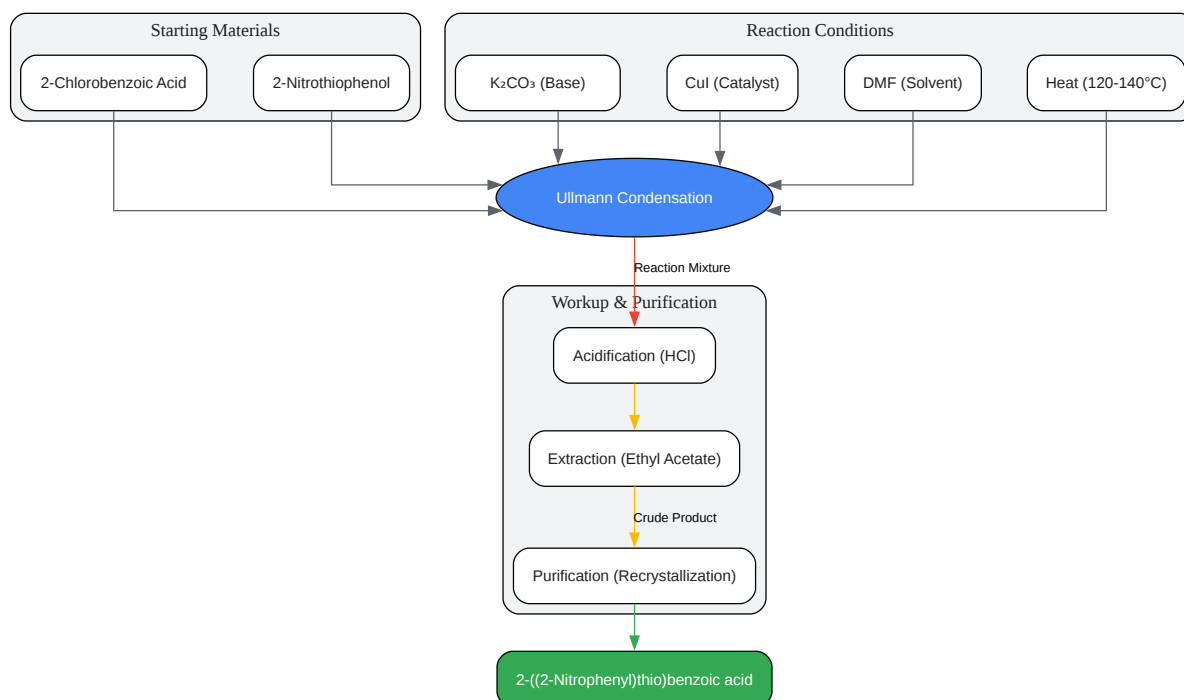 Starting Materials
Reaction Conditions
2-Chlorobenzoic Acid
2-Nitrothiophenol
K₂CO₃ (Base)
CuI (Catalyst)
DMF (Solvent)
Heat (120-140°C)
Ullmann Condensation
Reaction Mixture
Workup & Purification
Acidification (HCl)
Extraction (Ethyl Acetate)
Crude Product
Purification (Recrystallization)
2-((2-Nitrophenyl)thio)benzoic acid